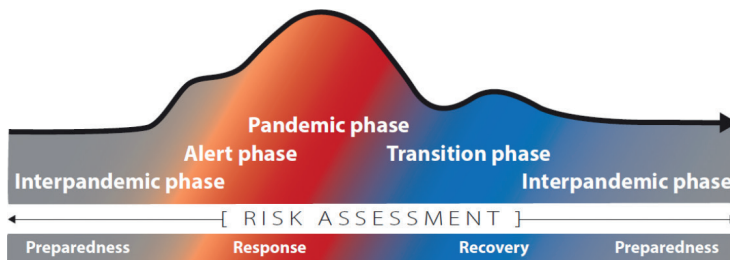 Pandemic phase
Alert phase Transition phase
Interpandemic phase Interpandemic phase
[ RISK ASSESSMENT ]
Preparedness Response Recovery Preparedness